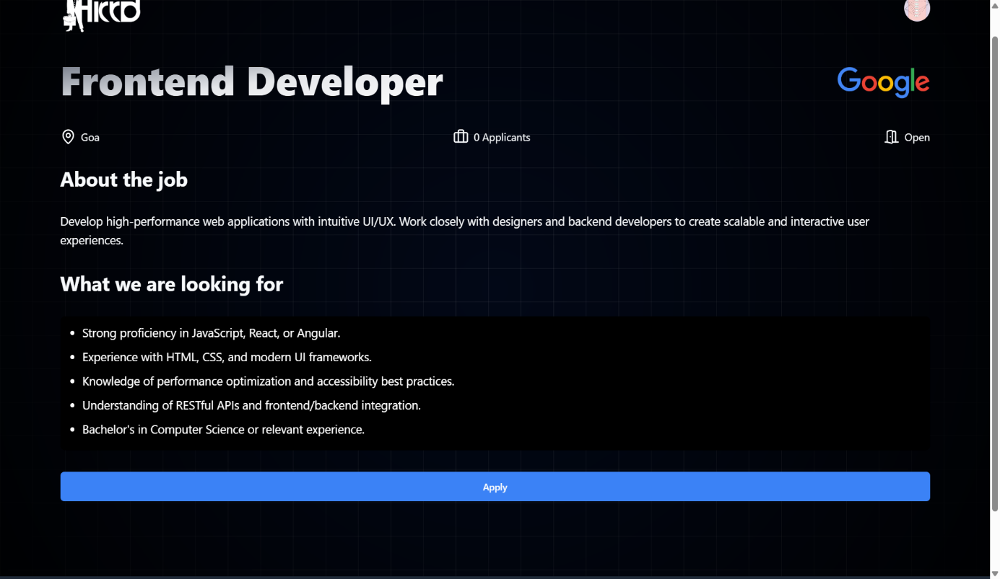 Hirrd
Frontend Developer
Google
Goa
0 Applicants
Open
About the job
Develop high-performance web applications with intuitive UI/UX. Work closely with designers and backend developers to create scalable and interactive user
experiences.
What we are looking for
Strong proficiency in JavaScript, React, or Angular.
Experience with HTML, CSS, and modern UI frameworks.
Knowledge of performance optimization and accessibility best practices.
Understanding of RESTful APIs and frontend/backend integration.
Bachelor's in Computer Science or relevant experience.
Apply